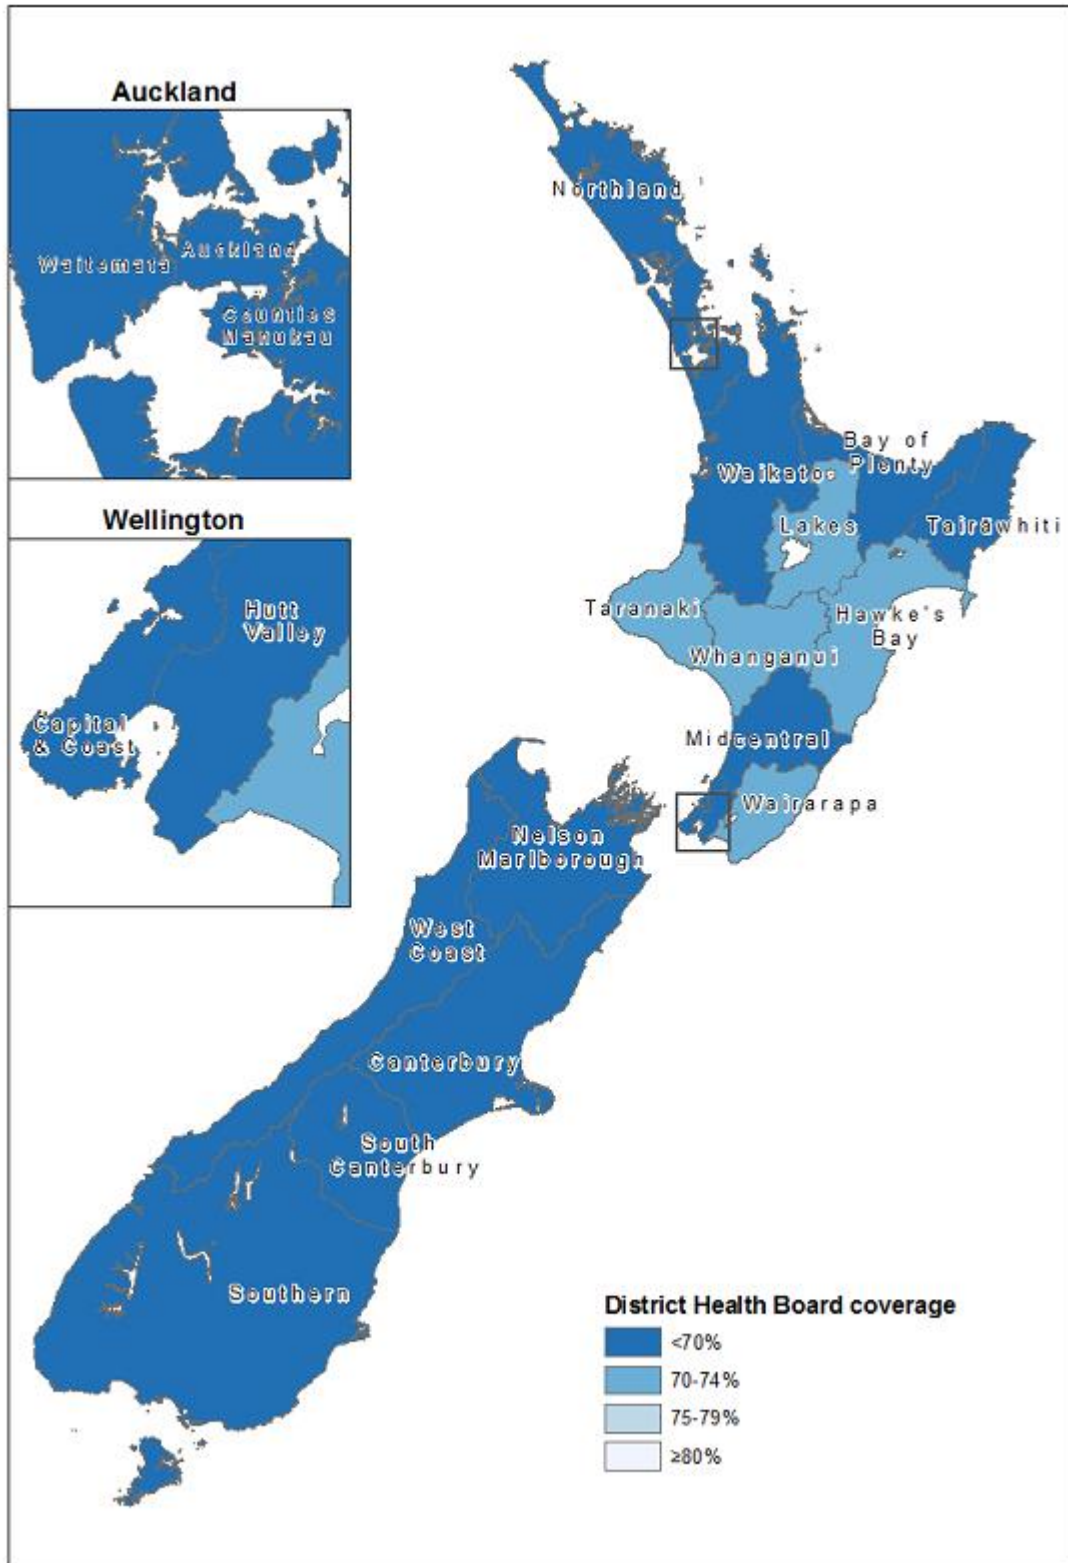 Auckland
Waitemata
Auckland
Counties
Manukau
Wellington
Hutt
Valley
Capital
& Coast
Northland
Bay of
Plenty
Waikato
Lakes
Tairāwhiti
Taranaki
Hawke's
Bay
Whanganui
Midcentral
Wairarapa
Nelson
Marlborough
West
Coast
Canterbury
South
Canterbury
Southern
District Health Board coverage
<70%
70-74%
75-79%
≥80%